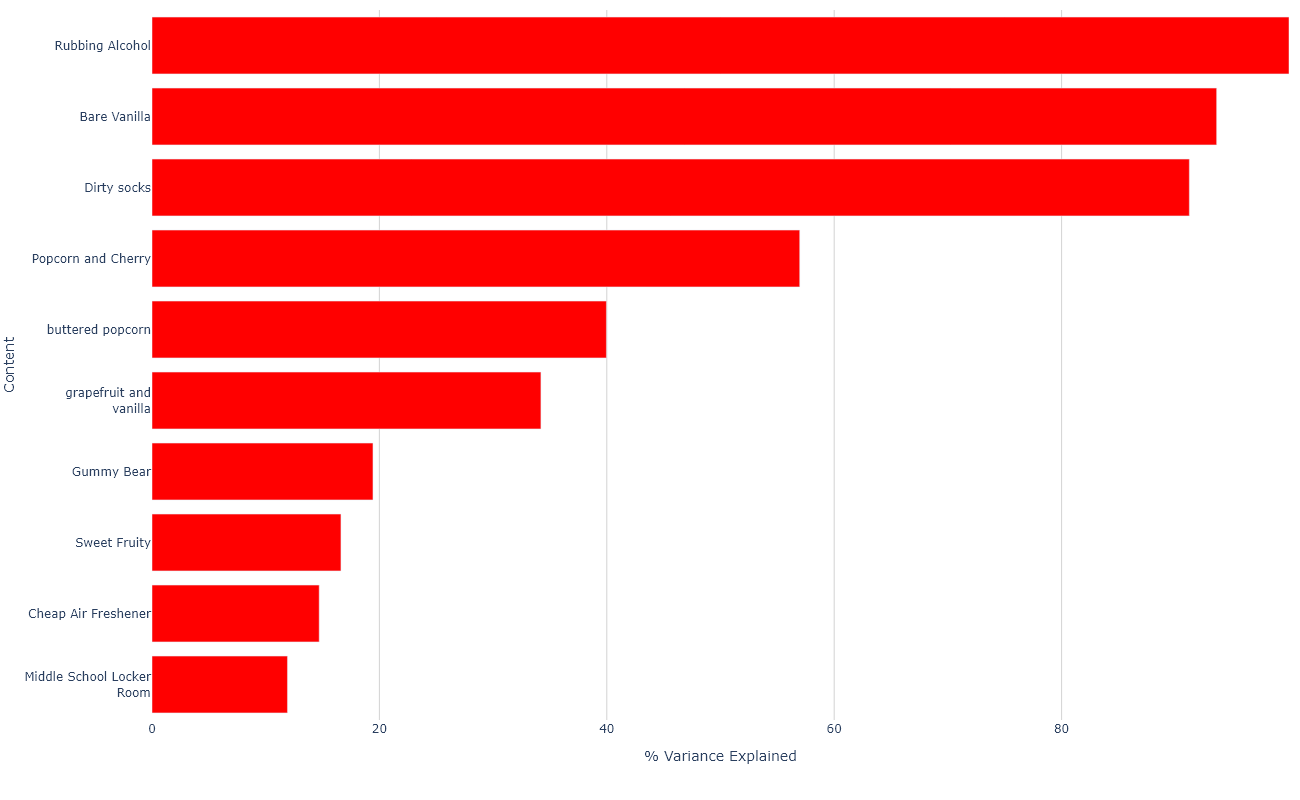 Rubbing Alcohol
Bare Vanilla
Dirty socks
Popcorn and Cherry
buttered popcorn
grapefruit and
vanilla
Gummy Bear
Sweet Fruity
Cheap Air Freshener
Middle School Locker
Room
Content
0 20 40 60 80
% Variance Explained